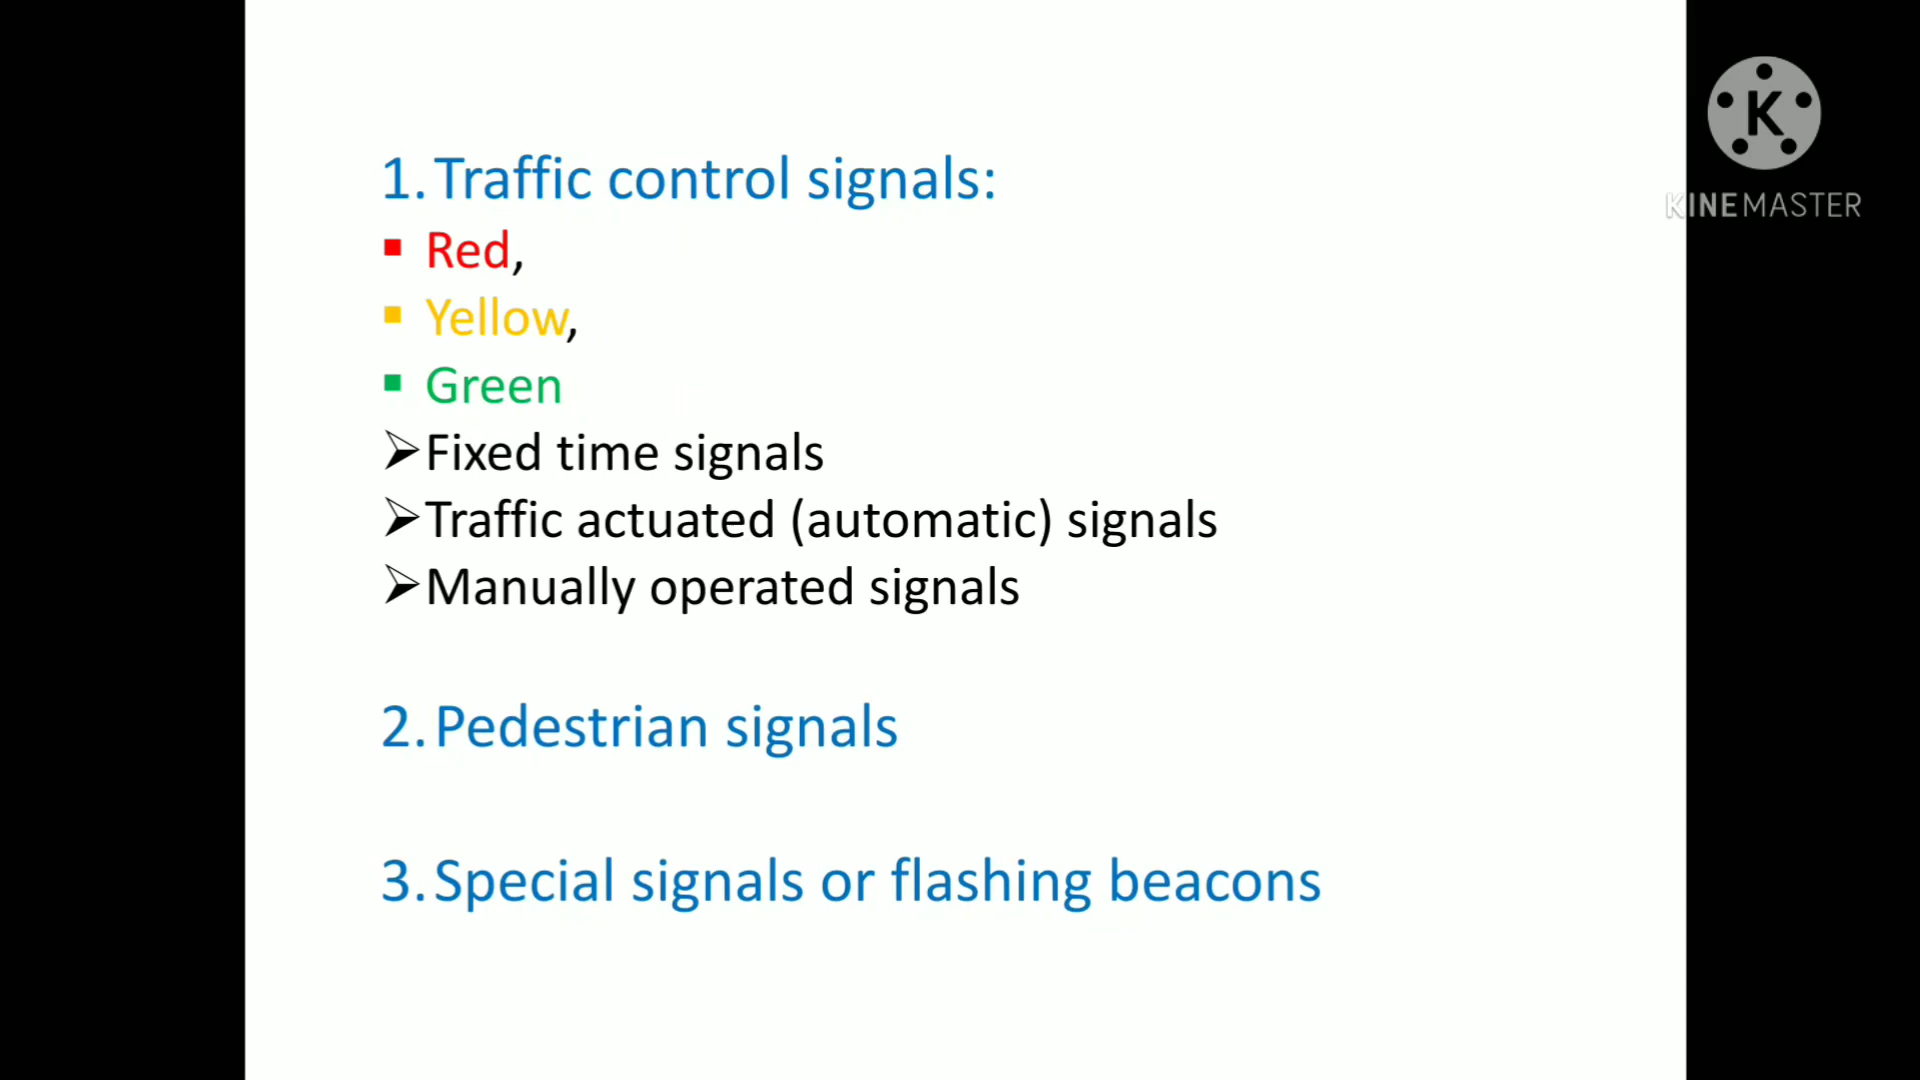 1. Traffic control signals:
▪ Red,
▪ Yellow,
▪ Green
➢Fixed time signals
➢Traffic actuated (automatic) signals
➢Manually operated signals
2. Pedestrian signals
3. Special signals or flashing beacons
K
KINEMASTER